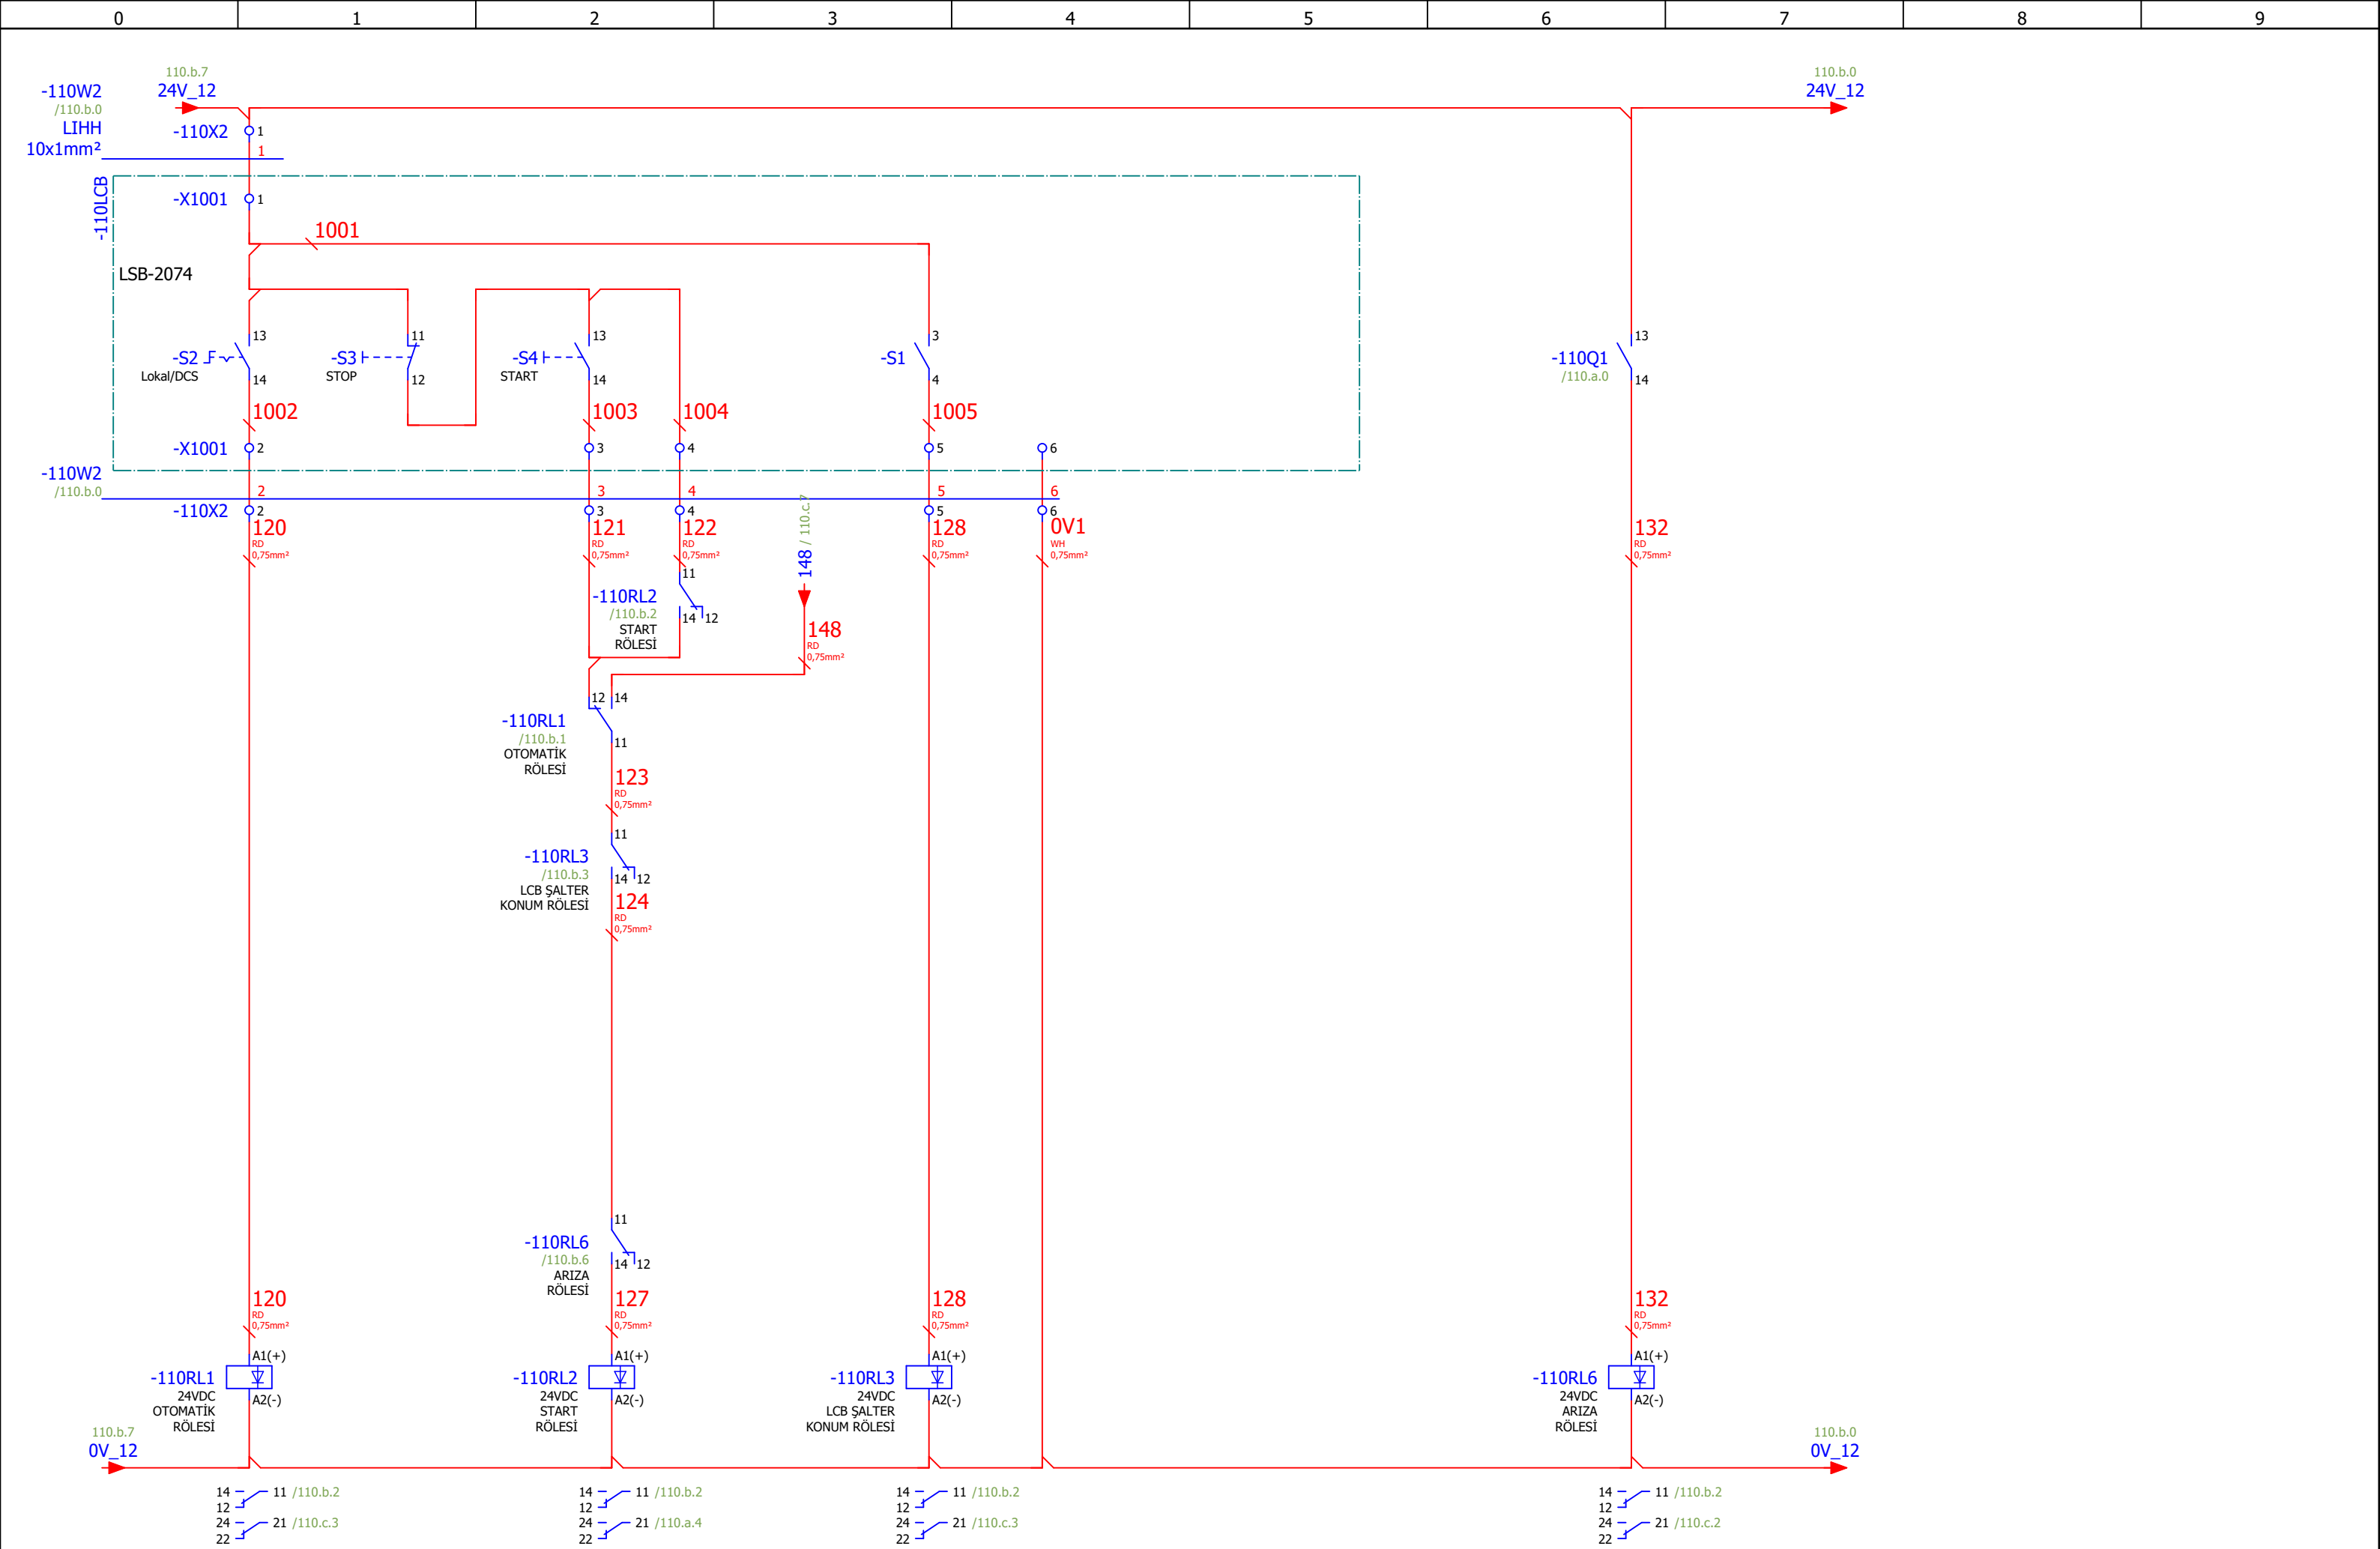 0 1 2 3 4 5 6 7 8 9
110.b.7
24V_12
110.b.0
24V_12
-110W2
/110.b.0
LIHH
10x1mm²
-110X2 1
1
-110LCB
-X1001 1
1001
LSB-2074
-S2
Lokal/DCS
13
14
-S3
STOP
11
12
-S4
START
13
14
-S1
3
4
-110Q1
/110.a.0
13
14
1002
1003
1004
1005
-X1001 2 3 4 5 6
-110W2
/110.b.0
2 3 4 5 6
-110X2 2 3 4 5 6
120
RD
0,75mm²
121
RD
0,75mm²
122
RD
0,75mm²
148 / 110.c.7
128
RD
0,75mm²
0V1
WH
0,75mm²
132
RD
0,75mm²
-110RL2
/110.b.2
START
RÖLESİ
11
14 12
148
RD
0,75mm²
12 14
-110RL1
/110.b.1
OTOMATİK
RÖLESİ
11
123
RD
0,75mm²
11
-110RL3
/110.b.3
LCB ŞALTER
KONUM RÖLESİ
14 12
124
RD
0,75mm²
11
-110RL6
/110.b.6
ARIZA
RÖLESİ
14 12
120
RD
0,75mm²
127
RD
0,75mm²
128
RD
0,75mm²
132
RD
0,75mm²
-110RL1
24VDC
OTOMATİK
RÖLESİ
A1(+)
A2(-)
-110RL2
24VDC
START
RÖLESİ
A1(+)
A2(-)
-110RL3
24VDC
LCB ŞALTER
KONUM RÖLESİ
A1(+)
A2(-)
-110RL6
24VDC
ARIZA
RÖLESİ
A1(+)
A2(-)
110.b.7
0V_12
110.b.0
0V_12
14 11 /110.b.2
12
24 21 /110.c.3
22
14 11 /110.b.2
12
24 21 /110.a.4
22
14 11 /110.b.2
12
24 21 /110.c.3
22
14 11 /110.b.2
12
24 21 /110.c.2
22